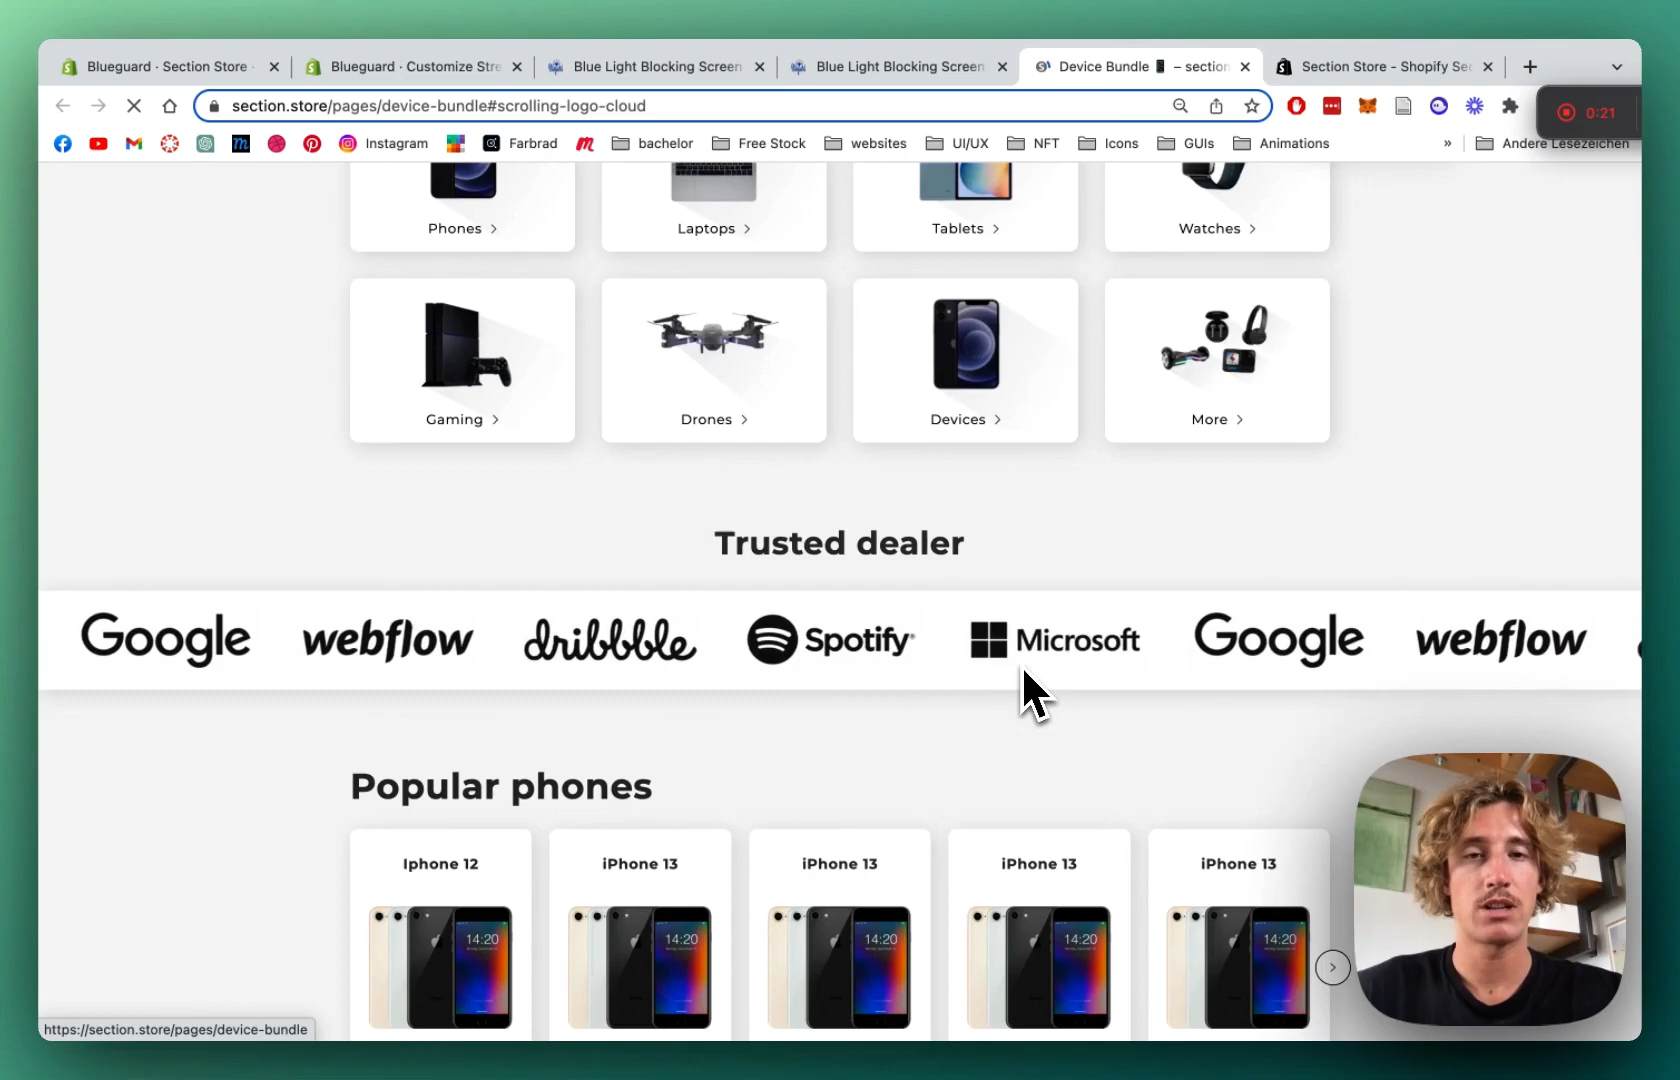 Blueguard · Section Store ·
Blueguard · Customize Stre
Blue Light Blocking Screen
Blue Light Blocking Screen
Device Bundle 📱 – section
Section Store - Shopify Sec
section.store/pages/device-bundle#scrolling-logo-cloud
0:21
Instagram
Farbrad
bachelor
Free Stock
websites
UI/UX
NFT
Icons
GUIs
Animations
»
Andere Lesezeichen
Phones >
Laptops >
Tablets >
Watches >
Gaming >
Drones >
Devices >
More >
Trusted dealer
Google webflow dribbble Spotify® Microsoft Google webflow
Popular phones
Iphone 12
iPhone 13
iPhone 13
iPhone 13
iPhone 13
14:20
14:20
14:20
14:20
14:20
https://section.store/pages/device-bundle